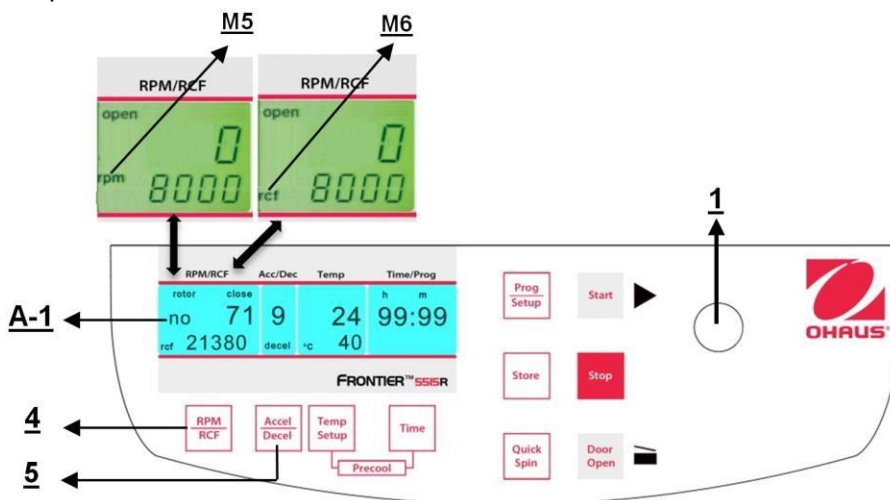 M5
M6
RPM/RCF
open
0
rpm
8000
RPM/RCF
open
0
rcf
8000
1
RPM/RCF Acc/Dec Temp Time/Prog
rotor close h m
no 71 9 24 99:99
rcf 21380 decel °C 40
FRONTIER™ 5515R
A-1
4
RPM
RCF
Accel
Decel
Temp
Setup
Time
Precool
5
Prog
Setup
Start
Store
Stop
Quick
Spin
Door
Open
OHAUS®